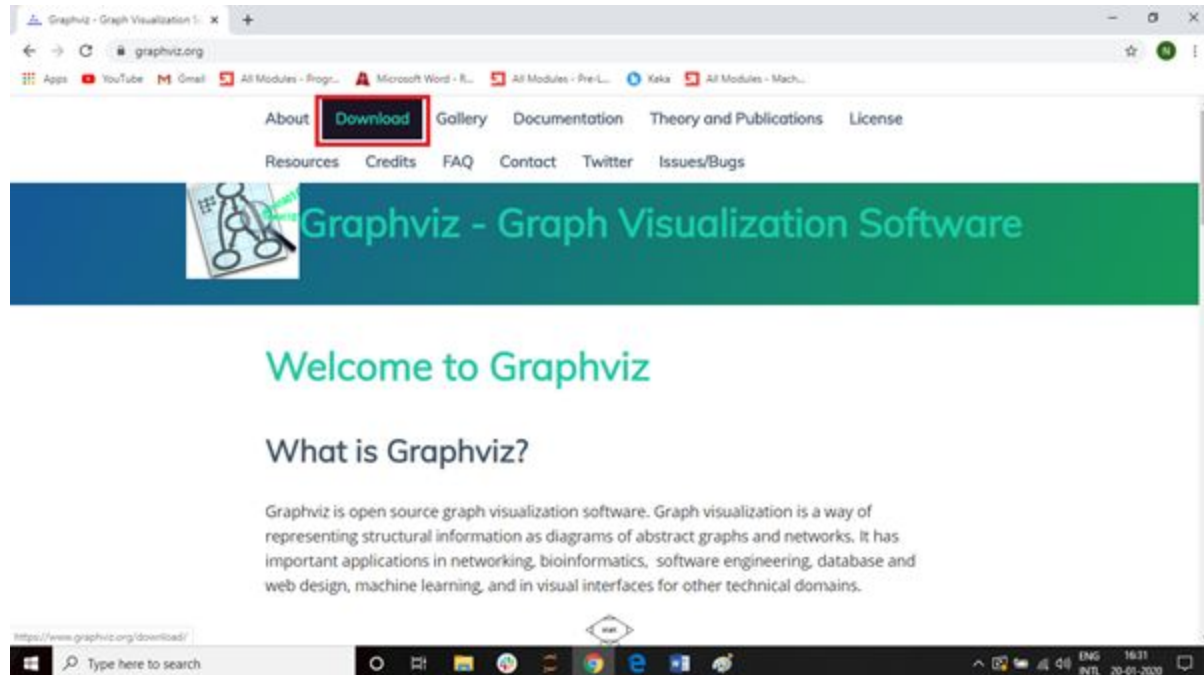 Graphviz - Graph Visualization S
graphviz.org
Apps YouTube Gmail All Modules - Progr... Microsoft Word - R... All Modules - Pre-L... Keka All Modules - Mach...
About Download Gallery Documentation Theory and Publications License
Resources Credits FAQ Contact Twitter Issues/Bugs
Graphviz - Graph Visualization Software
Welcome to Graphviz
What is Graphviz?
Graphviz is open source graph visualization software. Graph visualization is a way of
representing structural information as diagrams of abstract graphs and networks. It has
important applications in networking, bioinformatics, software engineering, database and
web design, machine learning, and in visual interfaces for other technical domains.
https://www.graphviz.org/download/
Type here to search
ENG 16:31
INTL 20-01-2020